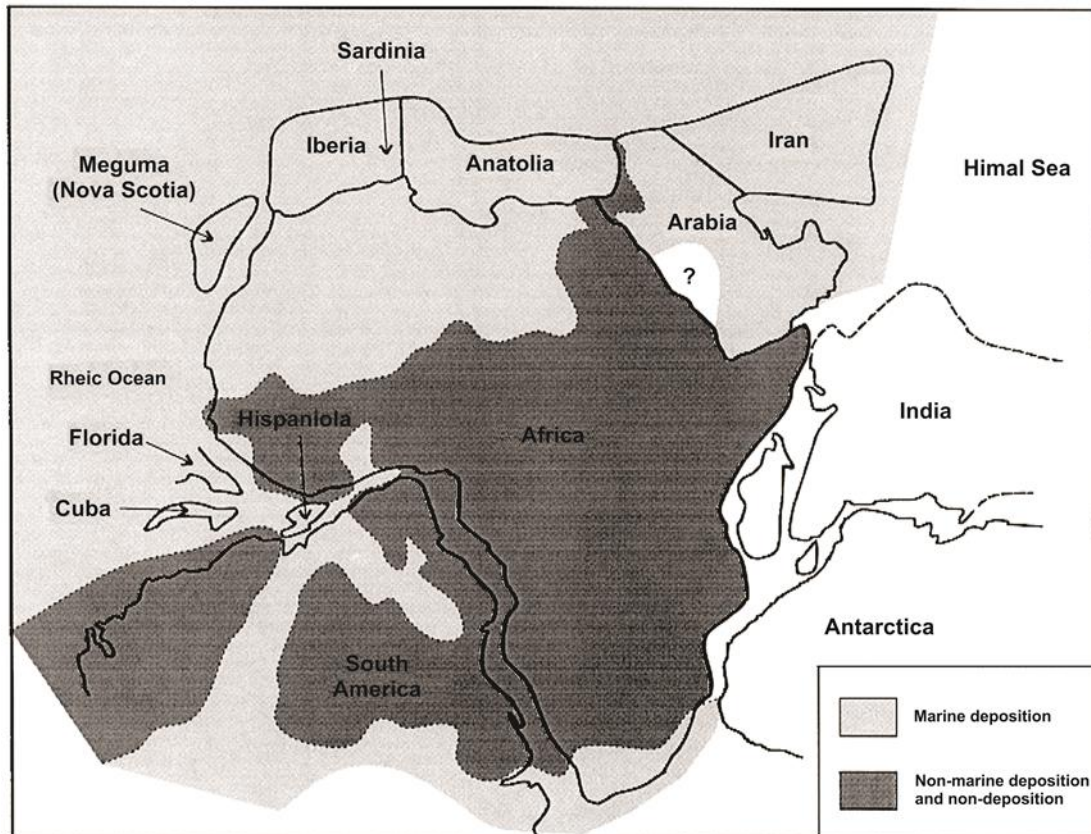 Sardinia
Iberia
Iran
Meguma
(Nova Scotia)
Anatolia
Himal Sea
Arabia
?
Rheic Ocean
Hispaniola
India
Africa
Florida
Cuba
Antarctica
South
America
Marine deposition
Non-marine deposition
and non-deposition